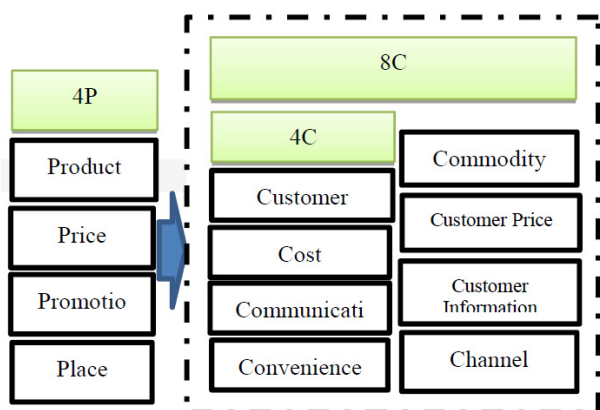 4P
Product
Price
Promotio
Place
8C
4C
Customer
Cost
Communicati
Convenience
Commodity
Customer Price
Customer
Information
Channel